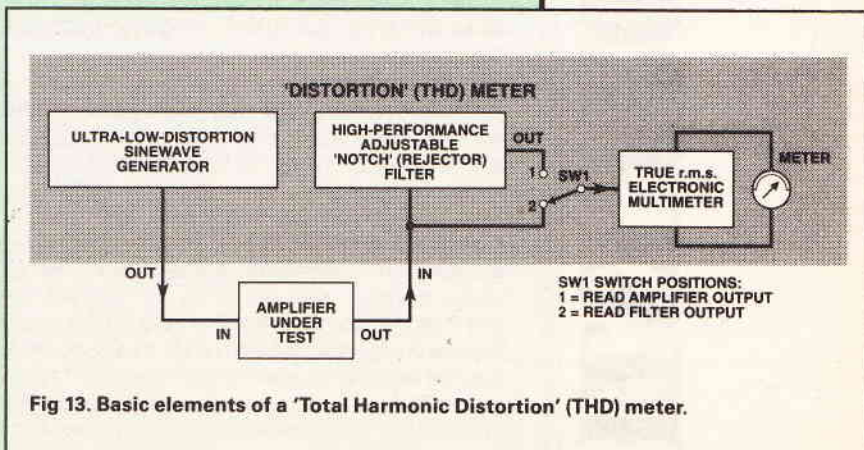 'DISTORTION' (THD) METER
ULTRA-LOW-DISTORTION
SINEWAVE
GENERATOR
HIGH-PERFORMANCE
ADJUSTABLE
'NOTCH' (REJECTOR)
FILTER
OUT
1
SW1
2
TRUE r.m.s.
ELECTRONIC
MULTIMETER
METER
OUT
IN
IN
AMPLIFIER
UNDER
TEST
OUT
SW1 SWITCH POSITIONS:
1 = READ AMPLIFIER OUTPUT
2 = READ FILTER OUTPUT
Fig 13. Basic elements of a 'Total Harmonic Distortion' (THD) meter.